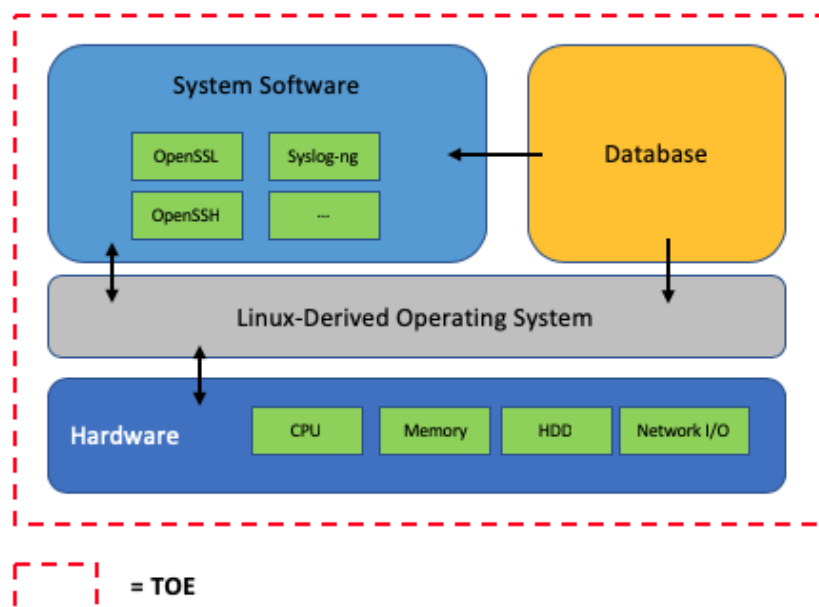 System Software
OpenSSL
Syslog-ng
OpenSSH
...
Database
Linux-Derived Operating System
Hardware
CPU
Memory
HDD
Network I/O
= TOE